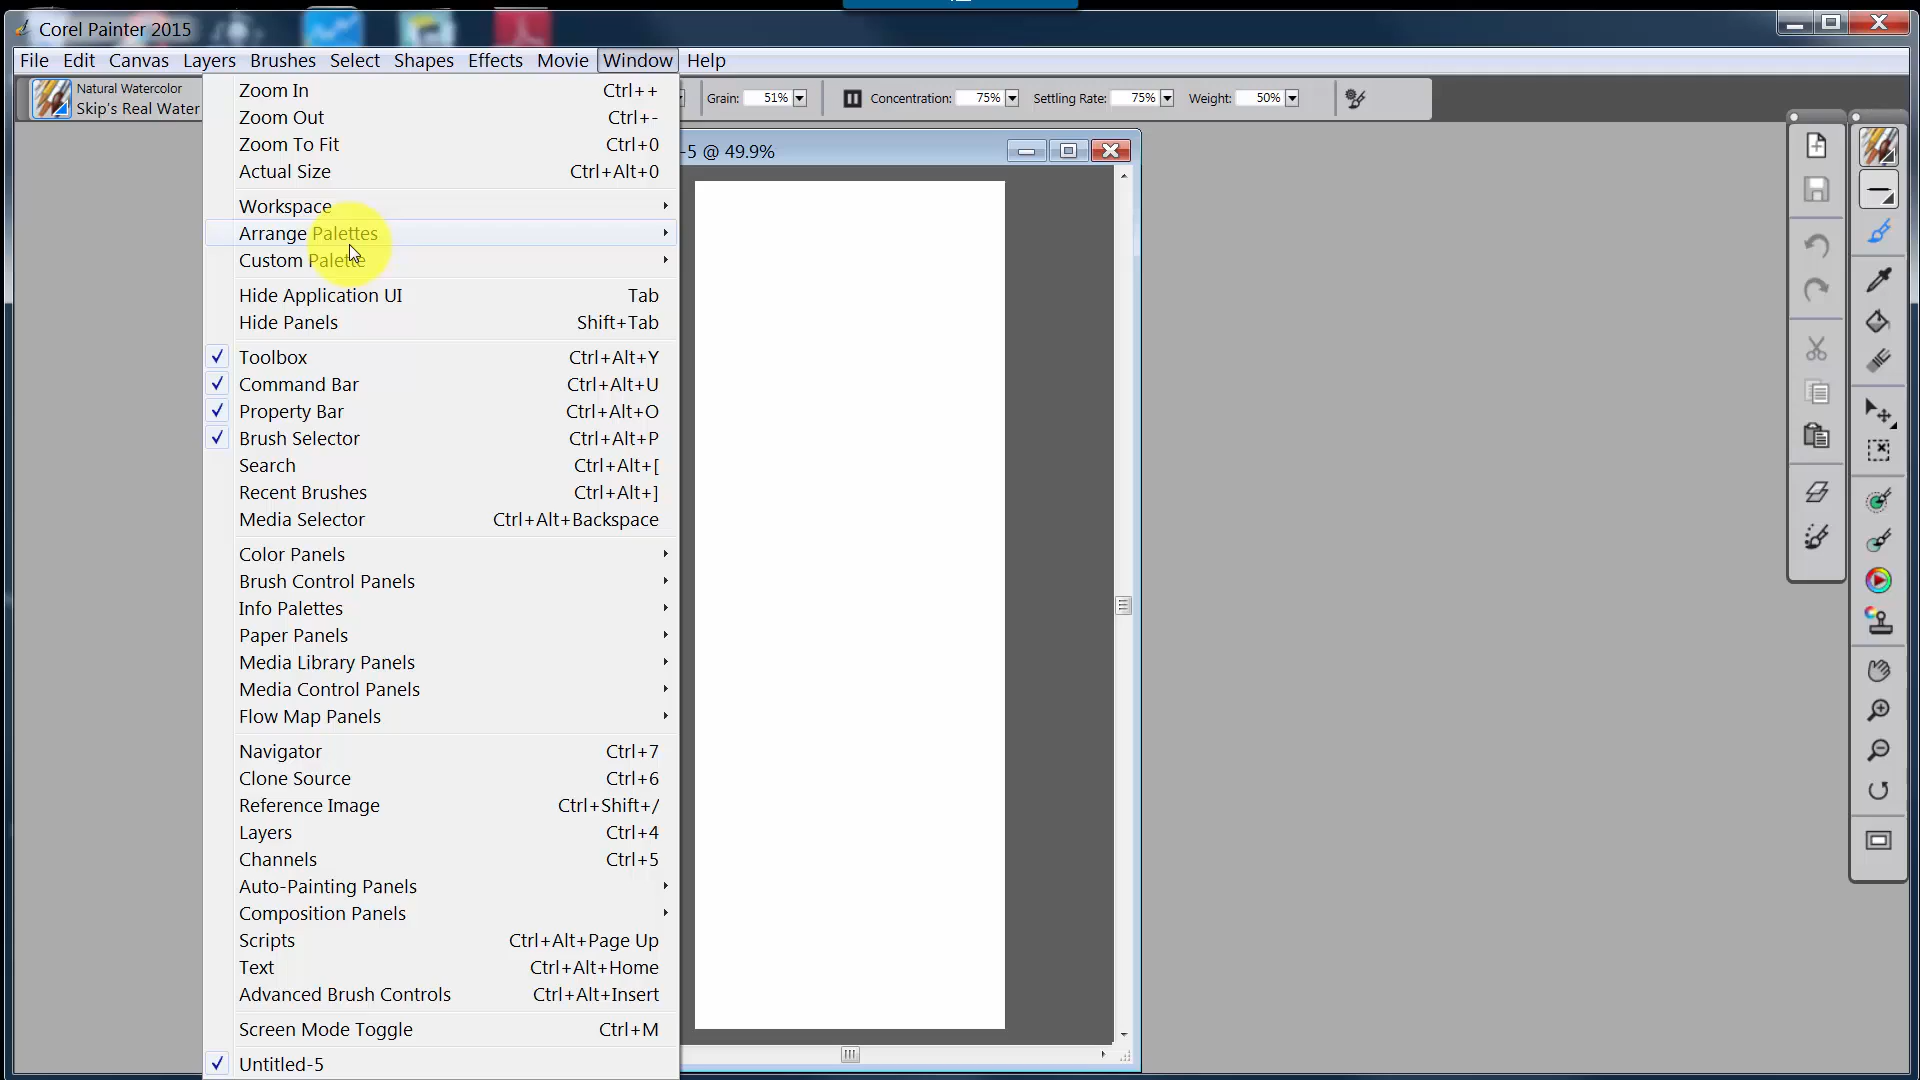 Corel Painter 2015
File Edit Canvas Layers Brushes Select Shapes Effects Movie Window Help
Natural Watercolor
Skip's Real Water
Grain: 51% Concentration: 75% Settling Rate: 75% Weight: 50%
-5 @ 49.9%
Zoom In Ctrl++
Zoom Out Ctrl+-
Zoom To Fit Ctrl+0
Actual Size Ctrl+Alt+0
Workspace
Arrange Palettes
Custom Palette
Hide Application UI Tab
Hide Panels Shift+Tab
Toolbox Ctrl+Alt+Y
Command Bar Ctrl+Alt+U
Property Bar Ctrl+Alt+O
Brush Selector Ctrl+Alt+P
Search Ctrl+Alt+[
Recent Brushes Ctrl+Alt+]
Media Selector Ctrl+Alt+Backspace
Color Panels
Brush Control Panels
Info Palettes
Paper Panels
Media Library Panels
Media Control Panels
Flow Map Panels
Navigator Ctrl+7
Clone Source Ctrl+6
Reference Image Ctrl+Shift+/
Layers Ctrl+4
Channels Ctrl+5
Auto-Painting Panels
Composition Panels
Scripts Ctrl+Alt+Page Up
Text Ctrl+Alt+Home
Advanced Brush Controls Ctrl+Alt+Insert
Screen Mode Toggle Ctrl+M
Untitled-5